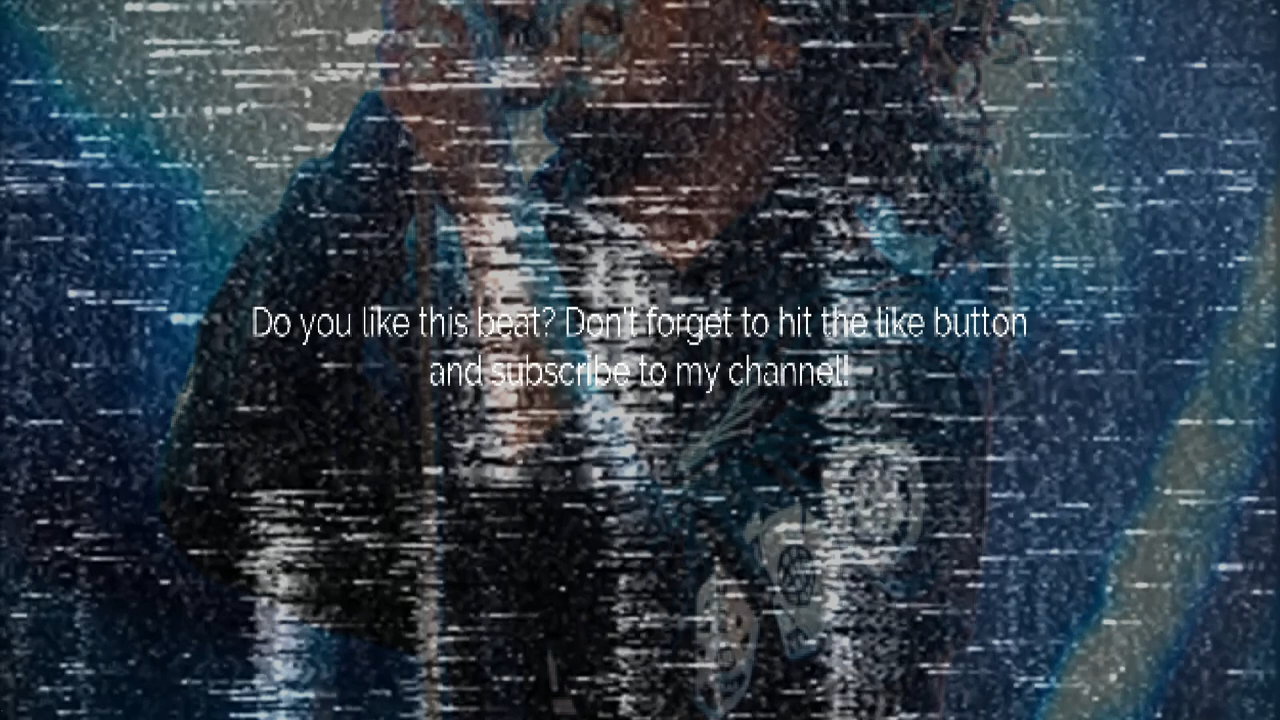 Do you like this beat? Don't forget to hit the like button
and subscribe to my channel!